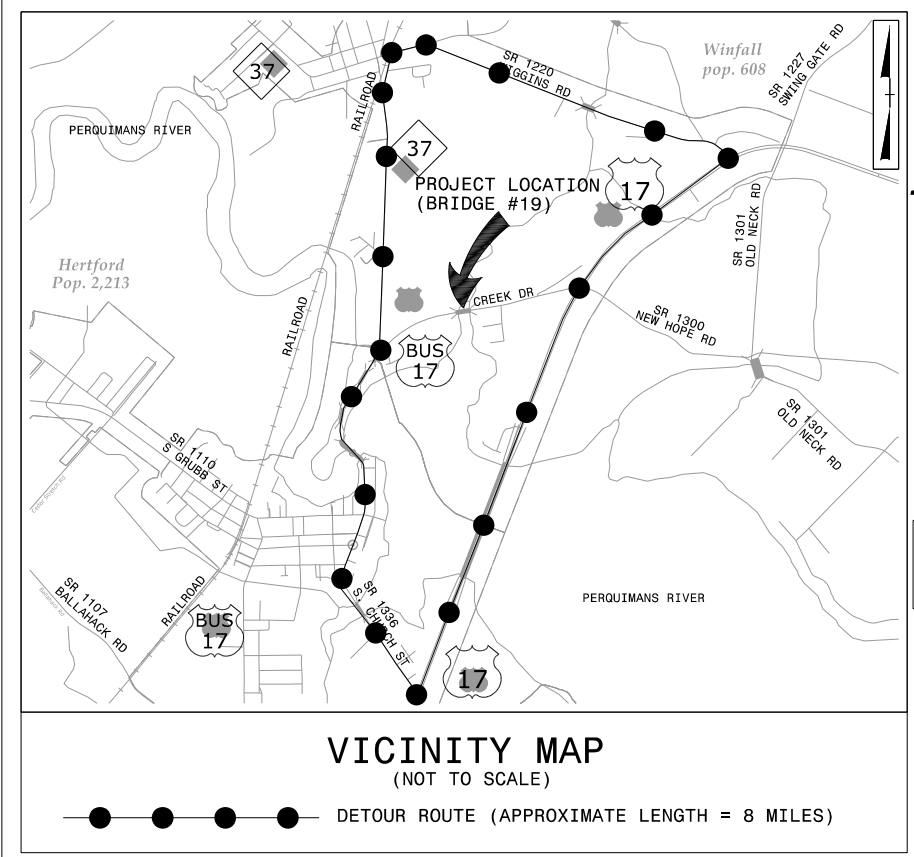 37
SR 1220
WIGGINS RD
Winfall
pop. 608
SR 1227
SWING GATE RD
RAILROAD
PERQUIMANS RIVER
37
17
PROJECT LOCATION
(BRIDGE #19)
SR 1301
OLD NECK RD
Hertford
Pop. 2,213
CREEK DR
RAILROAD
SR 1300
NEW HOPE RD
BUS
17
SR 1301
OLD NECK RD
SR 1110
S GRUBB ST
SR 1107
BALLAHACK RD
RAILROAD
SR 1336
S. CHURCH ST
PERQUIMANS RIVER
BUS
17
17
VICINITY MAP
(NOT TO SCALE)
DETOUR ROUTE (APPROXIMATE LENGTH = 8 MILES)